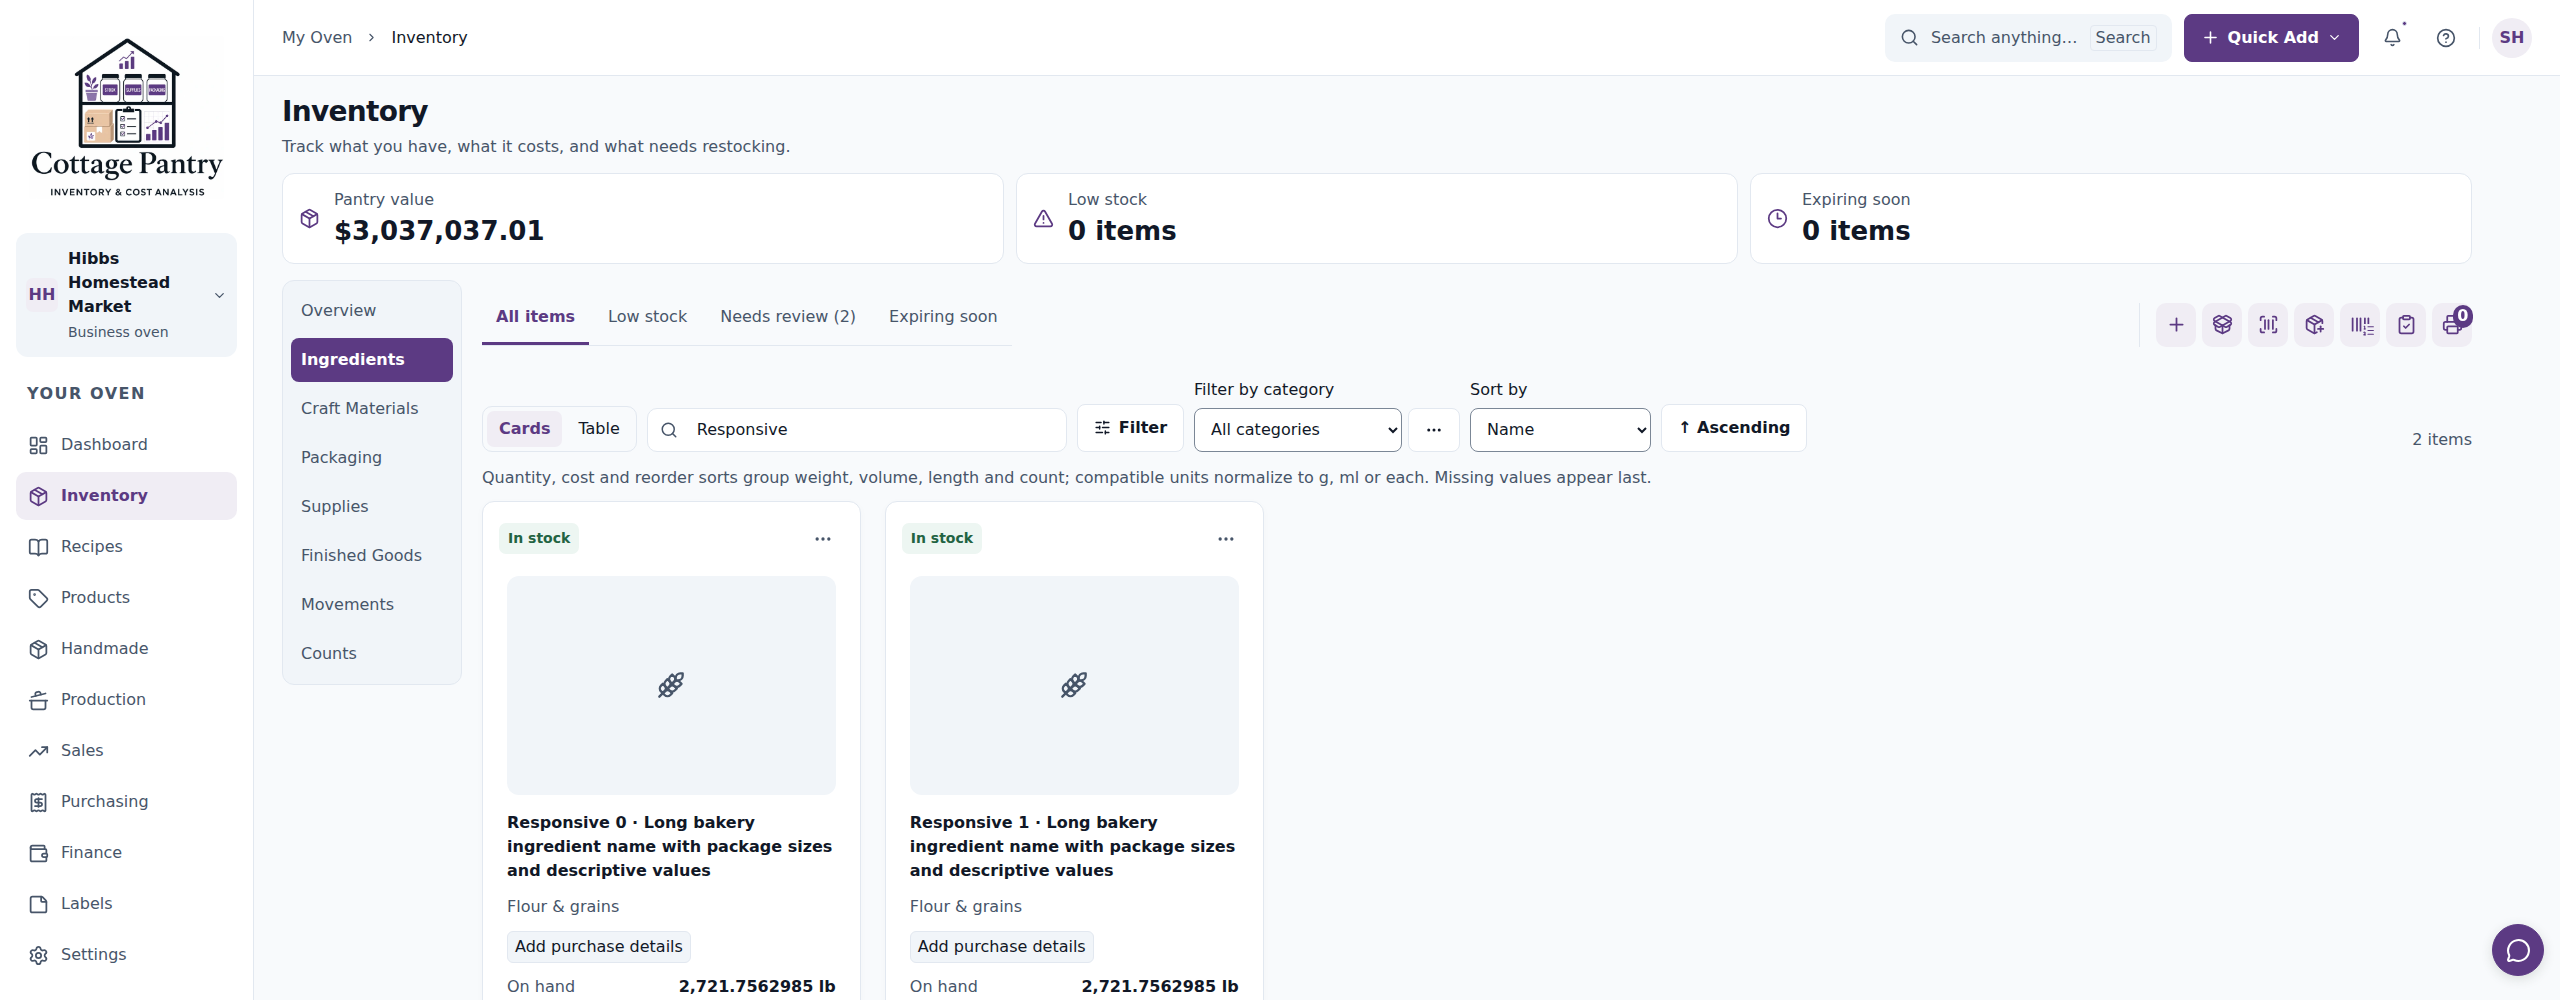 My Oven > Inventory
Search anything...
Search
+ Quick Add
SH
Cottage Pantry
INVENTORY & COST ANALYSIS
HH
Hibbs
Homestead
Market
Business oven
YOUR OVEN
Dashboard
Inventory
Recipes
Products
Handmade
Production
Sales
Purchasing
Finance
Labels
Settings
Inventory
Track what you have, what it costs, and what needs restocking.
Pantry value
$3,037,037.01
Low stock
0 items
Expiring soon
0 items
Overview
Ingredients
Craft Materials
Packaging
Supplies
Finished Goods
Movements
Counts
All items
Low stock
Needs review (2)
Expiring soon
0
Cards
Table
Responsive
Filter
Filter by category
All categories
...
Sort by
Name
↑ Ascending
2 items
Quantity, cost and reorder sorts group weight, volume, length and count; compatible units normalize to g, ml or each. Missing values appear last.
In stock
Responsive 0 · Long bakery
ingredient name with package sizes
and descriptive values
Flour & grains
Add purchase details
On hand 2,721.7562985 lb
In stock
Responsive 1 · Long bakery
ingredient name with package sizes
and descriptive values
Flour & grains
Add purchase details
On hand 2,721.7562985 lb